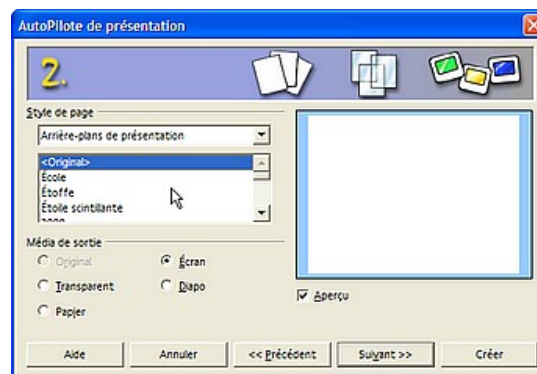 AutoPilote de présentation
2.
Style de page
Arrière-plans de présentation
<Original>
École
Étoffe
Étoile scintillante
Média de sortie
Original
Écran
Transparent
Diapo
Papier
Aperçu
Aide
Annuler
<< Précédent
Suivant >>
Créer